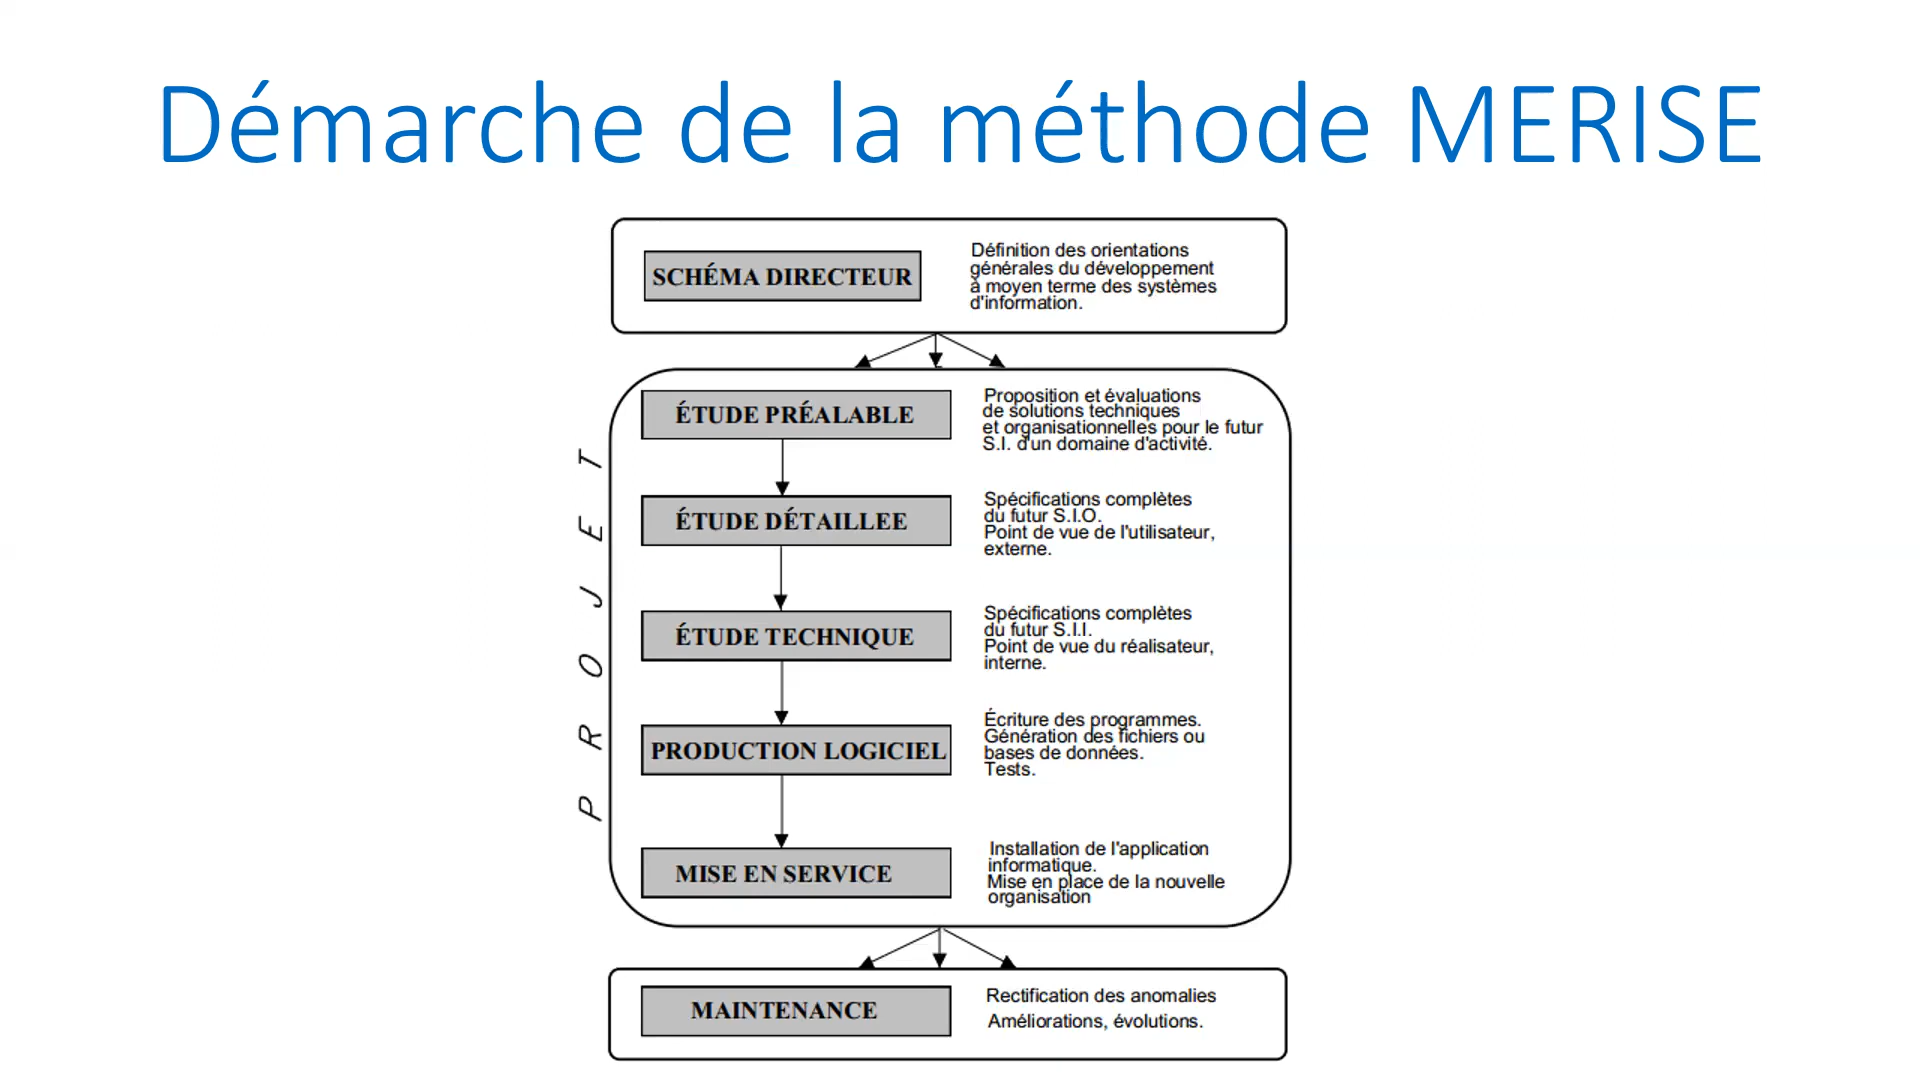 Démarche de la méthode MERISE
SCHÉMA DIRECTEUR
Définition des orientations
générales du développement
à moyen terme des systèmes
d'information.
PROJET
ÉTUDE PRÉALABLE
Proposition et évaluations
de solutions techniques
et organisationnelles pour le futur
S.I. d'un domaine d'activité.
ÉTUDE DÉTAILLEE
Spécifications complètes
du futur S.I.O.
Point de vue de l'utilisateur,
externe.
ÉTUDE TECHNIQUE
Spécifications complètes
du futur S.I.I.
Point de vue du réalisateur,
interne.
PRODUCTION LOGICIEL
Écriture des programmes.
Génération des fichiers ou
bases de données.
Tests.
MISE EN SERVICE
Installation de l'application
informatique.
Mise en place de la nouvelle
organisation
MAINTENANCE
Rectification des anomalies
Améliorations, évolutions.